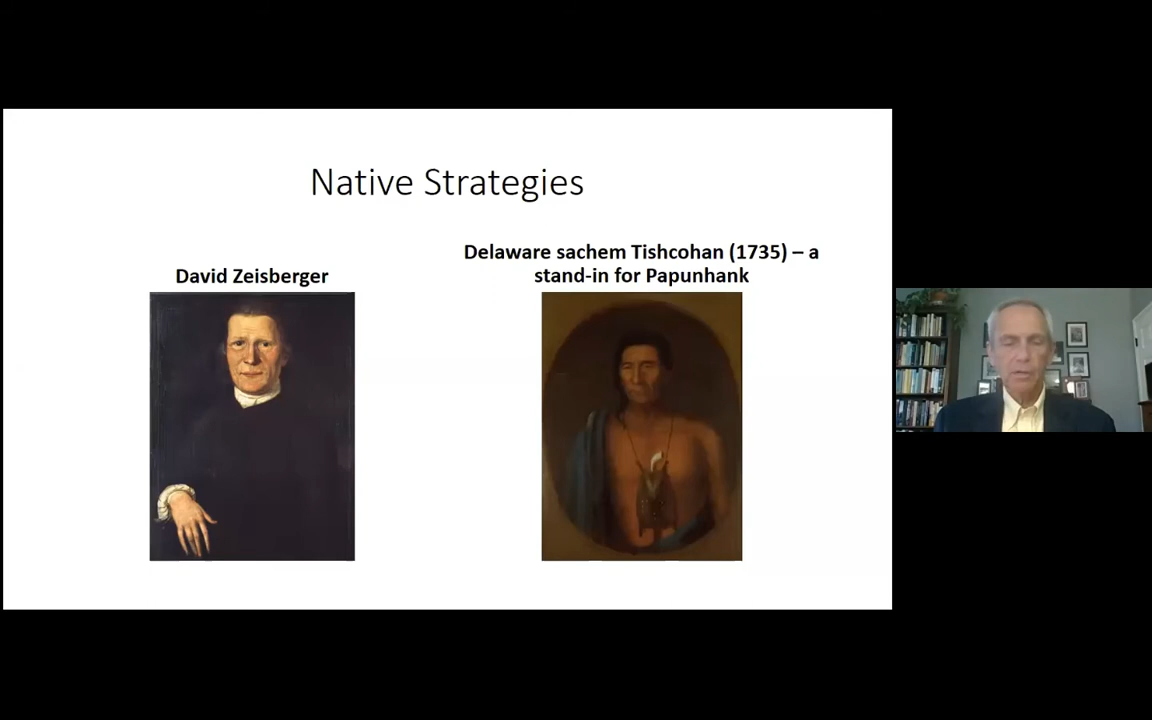 Native Strategies
David Zeisberger
Delaware sachem Tishcohan (1735) – a
stand-in for Papunhank